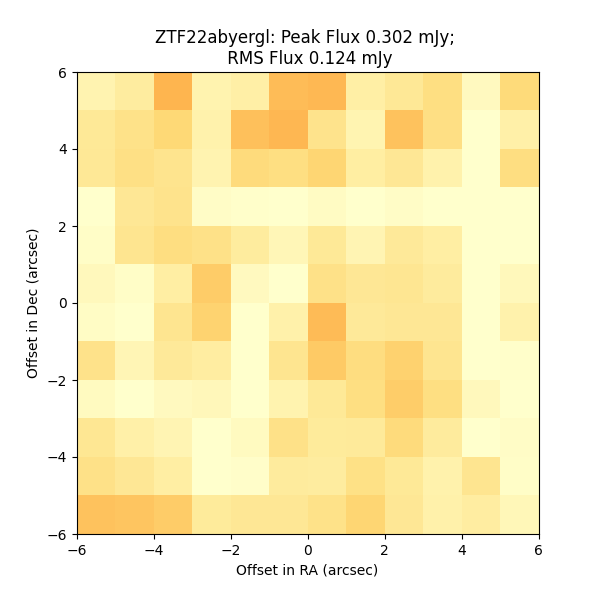 ZTF22abyergl: Peak Flux 0.302 mJy;
RMS Flux 0.124 mJy
6
4
2
0
−2
−4
−6
Offset in Dec (arcsec)
−6 −4 −2 0 2 4 6
Offset in RA (arcsec)